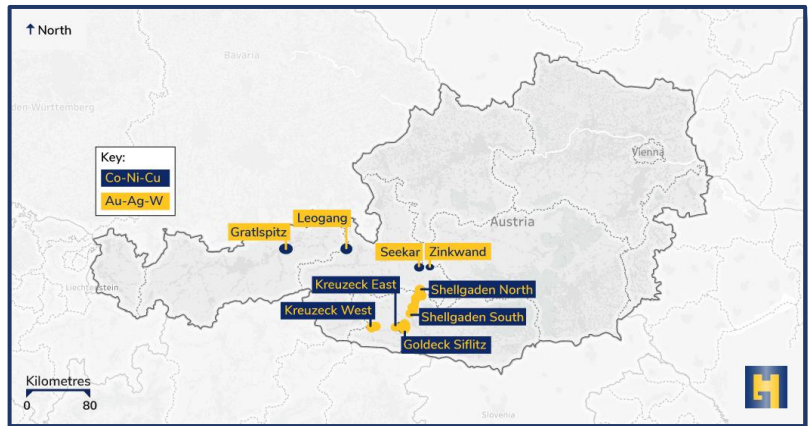 ↑ North
Bavaria
den-Württemberg
Key:
Co-Ni-Cu
Au-Ag-W
Vienna
Leogang
Gratlspitz
Austria
Seekar
Zinkwand
Kreuzeck East
Shellgaden North
Liechtenstein
Kreuzeck West
Shellgaden South
Goldeck Siflitz
Kilometres
0 80
Slovenia
H